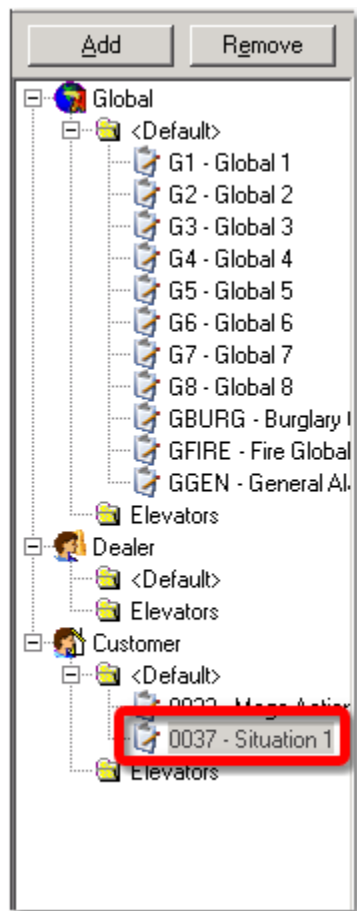 Add Remove
Global
<Default>
G1 - Global 1
G2 - Global 2
G3 - Global 3
G4 - Global 4
G5 - Global 5
G6 - Global 6
G7 - Global 7
G8 - Global 8
GBURG - Burglary
GFIRE - Fire Global
GGEN - General Al
Elevators
Dealer
<Default>
Elevators
Customer
<Default>
0037 - Situation 1
Elevators